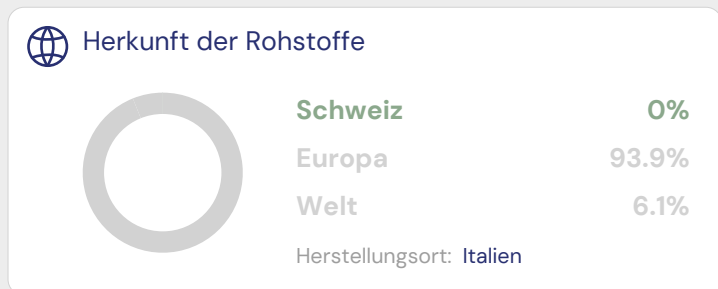 Herkunft der Rohstoffe
Schweiz 0%
Europa 93.9%
Welt 6.1%
Herstellungsort: Italien